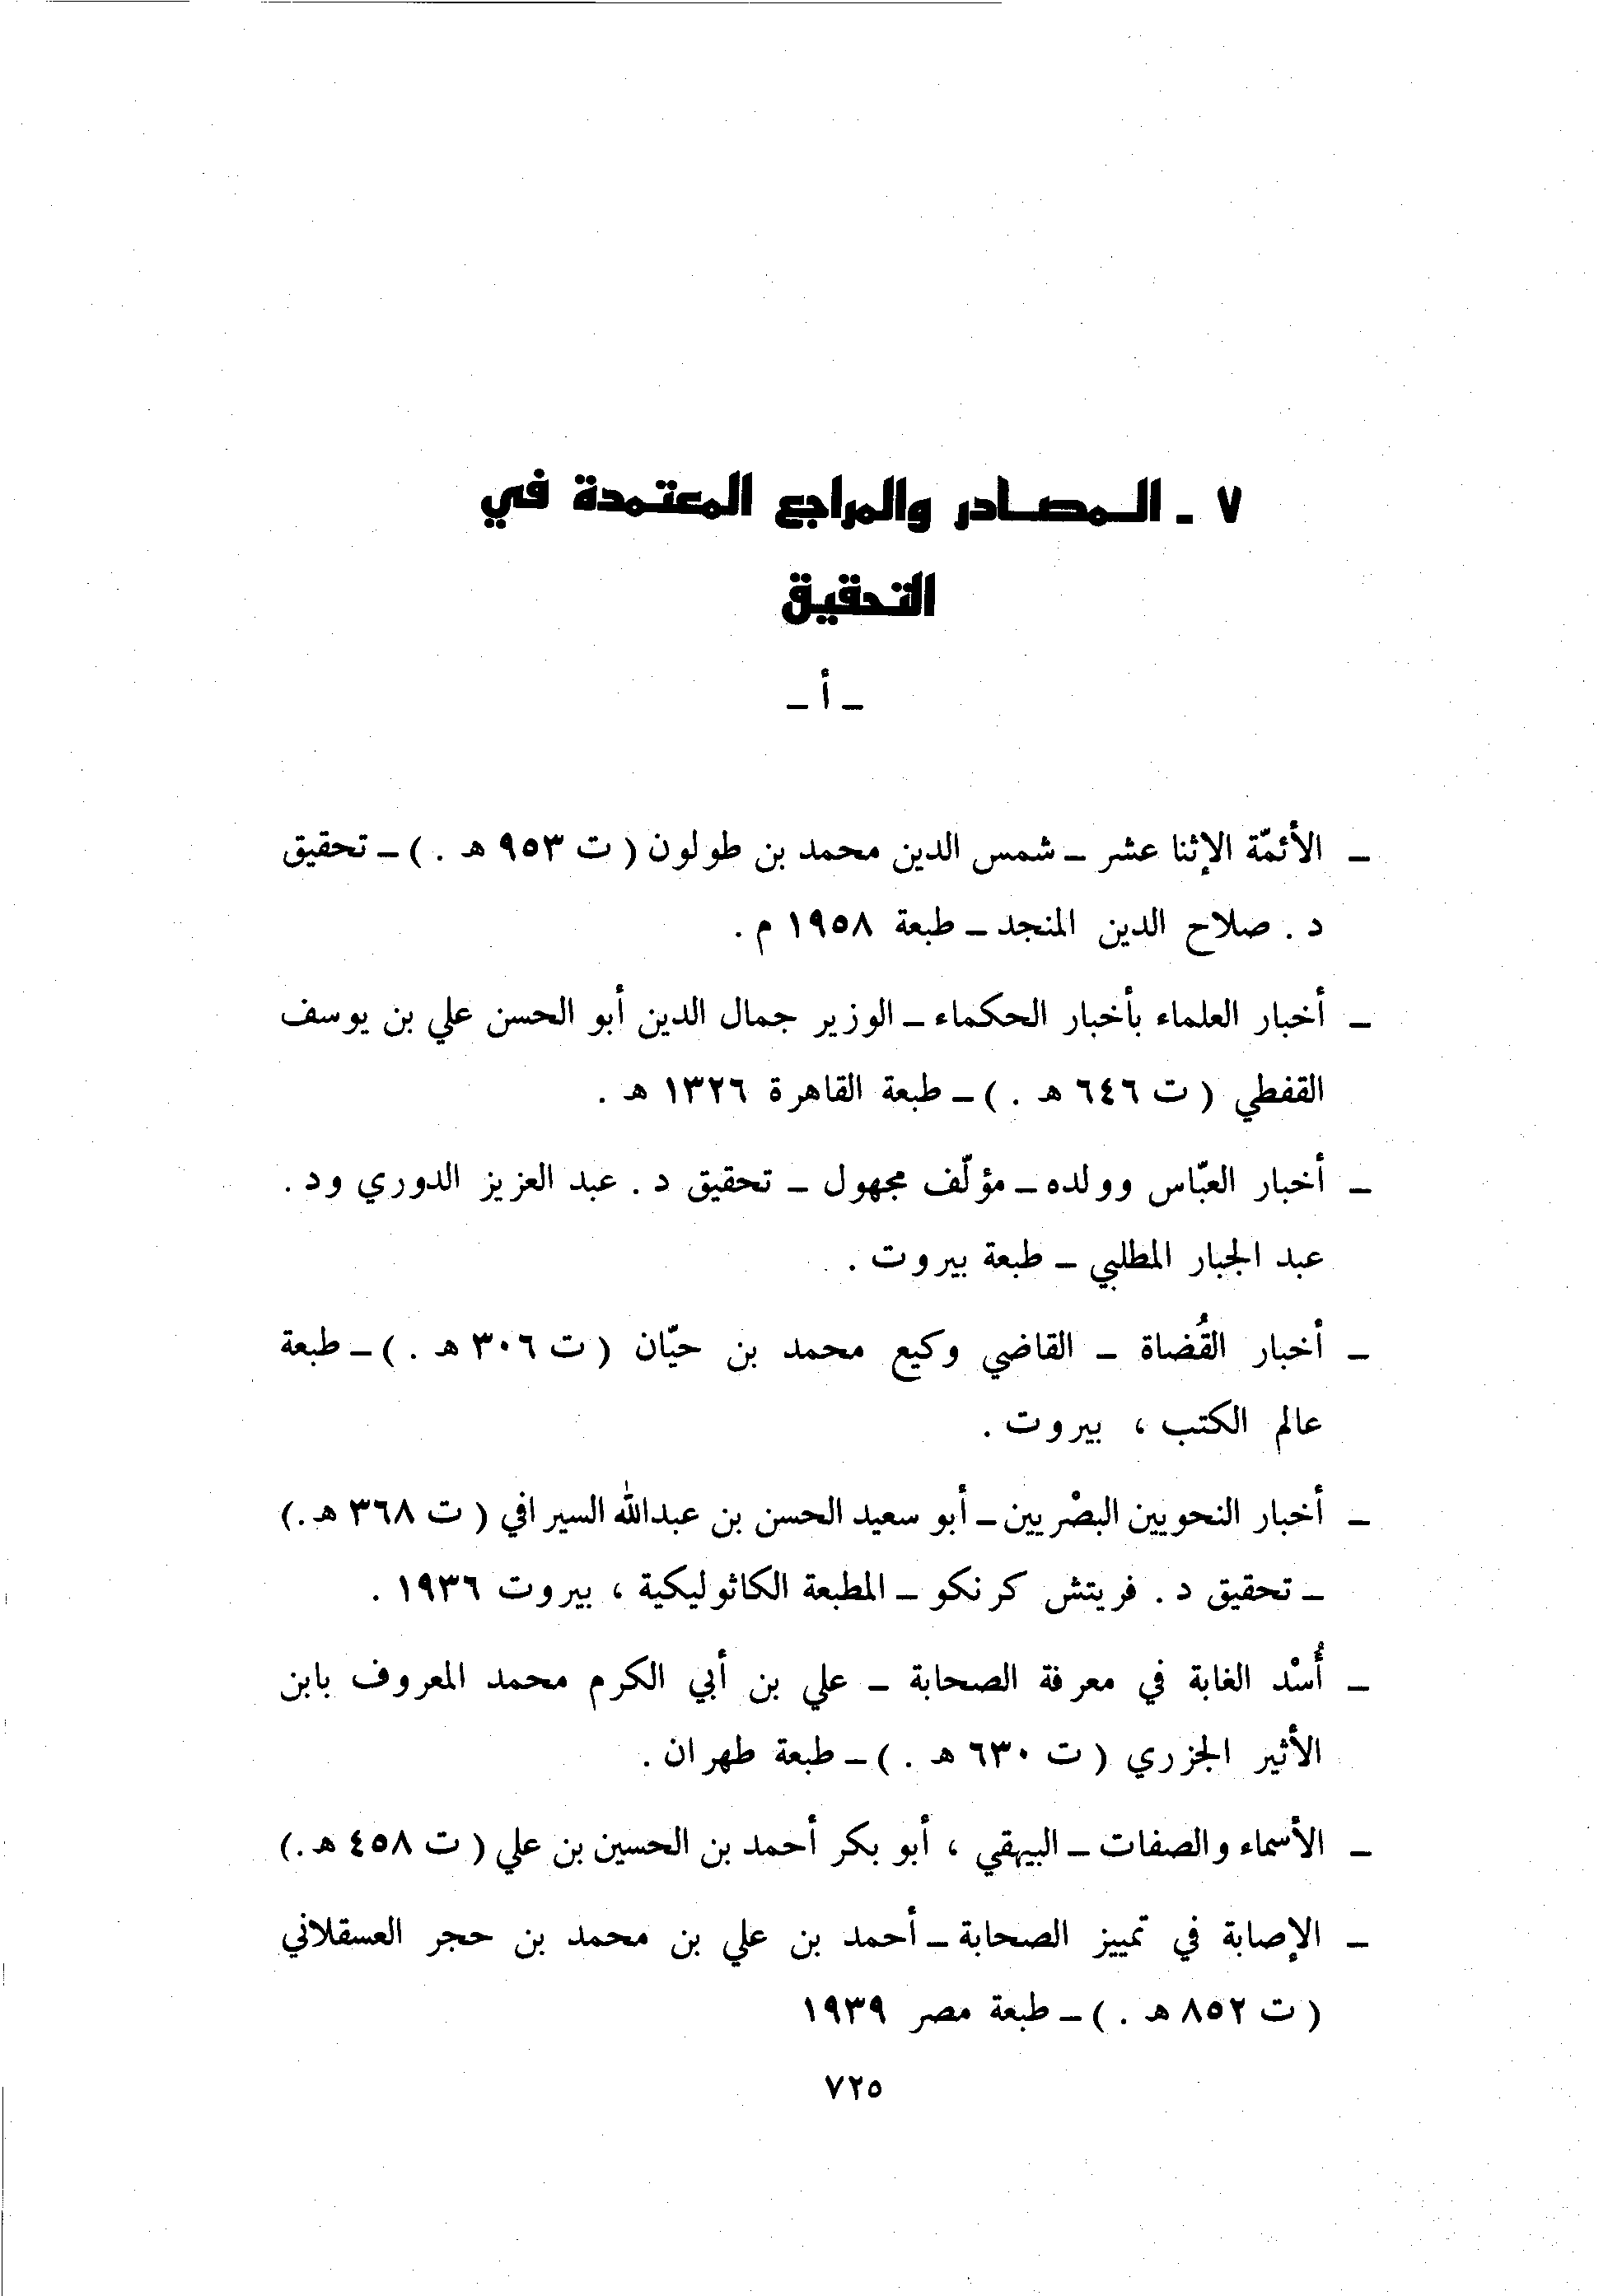 ٧ ـ المصادر والمراجع المعتمدة في
التحقيق
ـ أ ـ
ـ الأئمّة الإثنا عشر ـ شمس الدين محمد بن طولون ( ت ٩٥٣ هـ . ) ـ تحقيق
د . صلاح الدين المنجد ـ طبعة ١٩٥٨ م .
ـ أخبار العلماء بأخبار الحكماء ـ الوزير جمال الدين أبو الحسن علي بن يوسف
القفطي ( ت ٦٤٦ هـ . ) ـ طبعة القاهرة ١٣٢٦ هـ .
ـ أخبار العبّاس وولده ـ مؤلّف مجهول ـ تحقيق د . عبد العزيز الدوري ود .
عبد الجبار المطلبي ـ طبعة بيروت .
ـ أخبار القُضاة ـ القاضي وكيع محمد بن حيّان ( ت ٣٠٦ هـ . ) ـ طبعة
عالم الكتب ، بيروت .
ـ أخبار النحويين البصْريين ـ أبو سعيد الحسن بن عبدالله السيرافي ( ت ٣٦٨ هـ . )
ـ تحقيق د . فريتش كرنكو ـ المطبعة الكاثوليكية ، بيروت ١٩٣٦ .
ـ أُسْد الغابة في معرفة الصحابة ـ علي بن أبي الكرم محمد المعروف بابن
الأثير الجزري ( ت ٦٣٠ هـ . ) ـ طبعة طهران .
ـ الأسماء والصفات ـ البيهقي ، أبو بكر أحمد بن الحسين بن علي ( ت ٤٥٨ هـ . )
ـ الإصابة في تمييز الصحابة ـ أحمد بن علي بن محمد بن حجر العسقلاني
( ت ٨٥٢ هـ . ) ـ طبعة مصر ١٩٣٩
٧٢٥